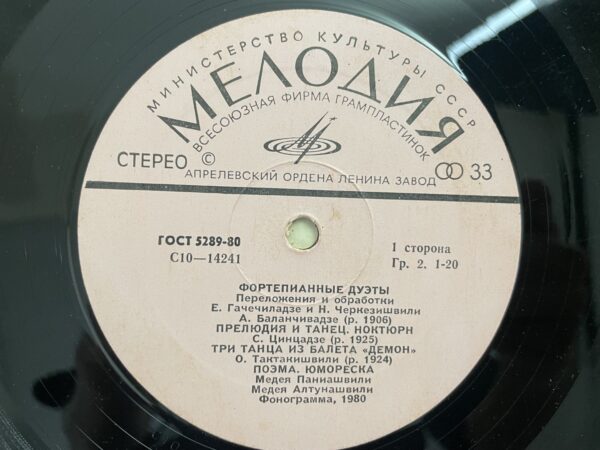 МИНИСТЕРСТВО КУЛЬТУРЫ СССР
МЕЛОДИЯ
ВСЕСОЮЗНАЯ ФИРМА ГРАМПЛАСТИНОК
СТЕРЕО ©
33
АПРЕЛЕВСКИЙ ОРДЕНА ЛЕНИНА ЗАВОД
ГОСТ 5289-80
С10—14241
1 сторона
Гр. 2. 1-20
ФОРТЕПИАННЫЕ ДУЭТЫ
Переложения и обработки
Е. Гачечиладзе и Н. Черкезишвили
А. Баланчивадзе (р. 1906)
ПРЕЛЮДИЯ И ТАНЕЦ. НОКТЮРН
С. Цинцадзе (р. 1925)
ТРИ ТАНЦА ИЗ БАЛЕТА «ДЕМОН»
О. Тактакишвили (р. 1924)
ПОЭМА. ЮМОРЕСКА
Медея Паниашвили
Медея Алтунашвили
Фонограмма, 1980